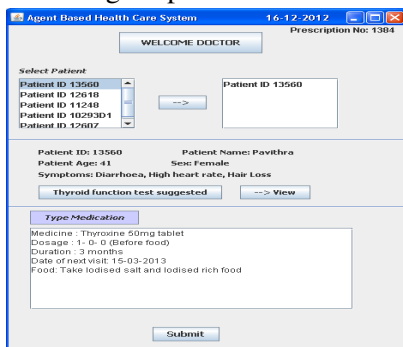 Agent Based Health Care System 16-12-2012
Prescription No: 1384
WELCOME DOCTOR
Select Patient
Patient ID 13560
Patient ID 12618
Patient ID 11248
Patient ID 10293D1
Patient ID 12607
-->
Patient ID 13560
Patient ID: 13560 Patient Name: Pavithra
Patient Age: 41 Sex: Female
Symptoms: Diarrhoea, High heart rate, Hair Loss
Thyroid function test suggested --> View
Type Medication
Medicine : Thyroxine 50mg tablet
Dosage : 1- 0- 0 (Before food)
Duration : 3 months
Date of next visit: 15-03-2013
Food: Take Iodised salt and Iodised rich food
Submit